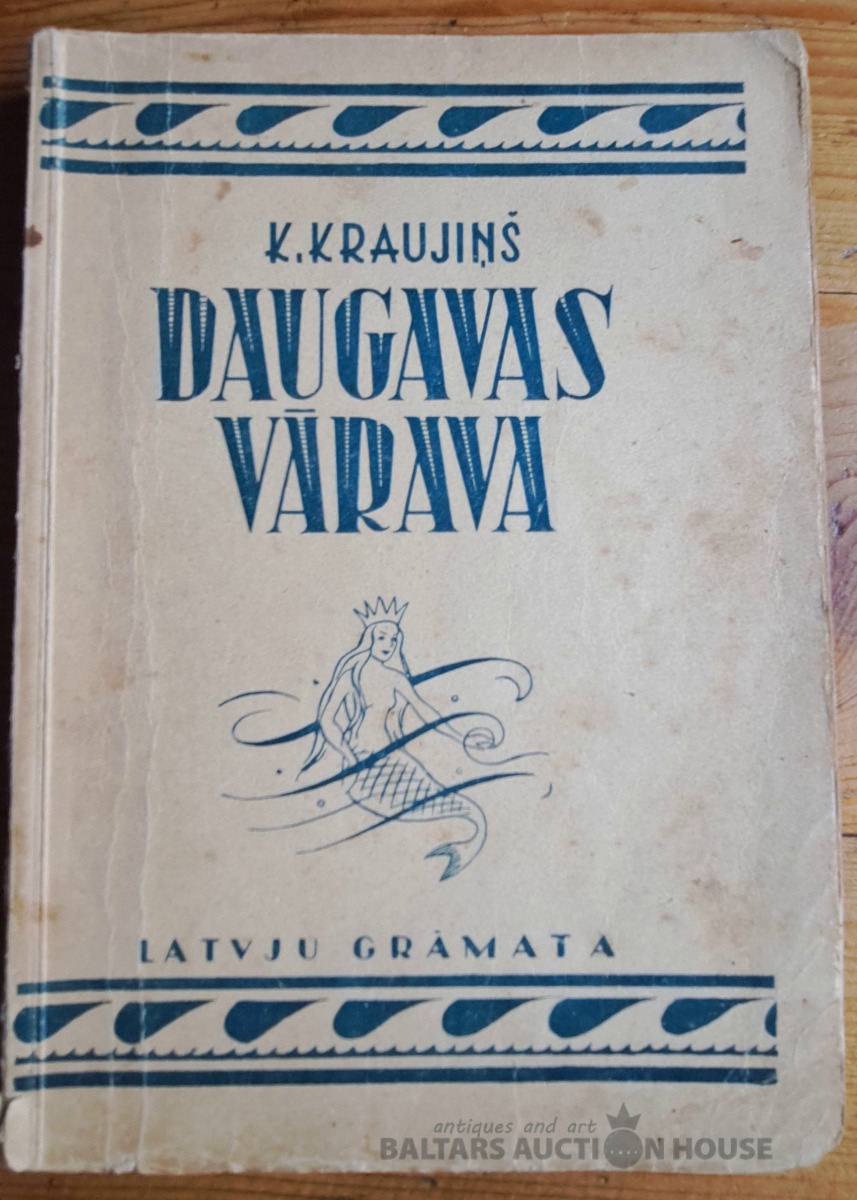 K. KRAUJIŅŠ
DAUGAVAS
VĀRAVA
LATVJU GRĀMATA
antiques and art
BALTARS AUCTION HOUSE